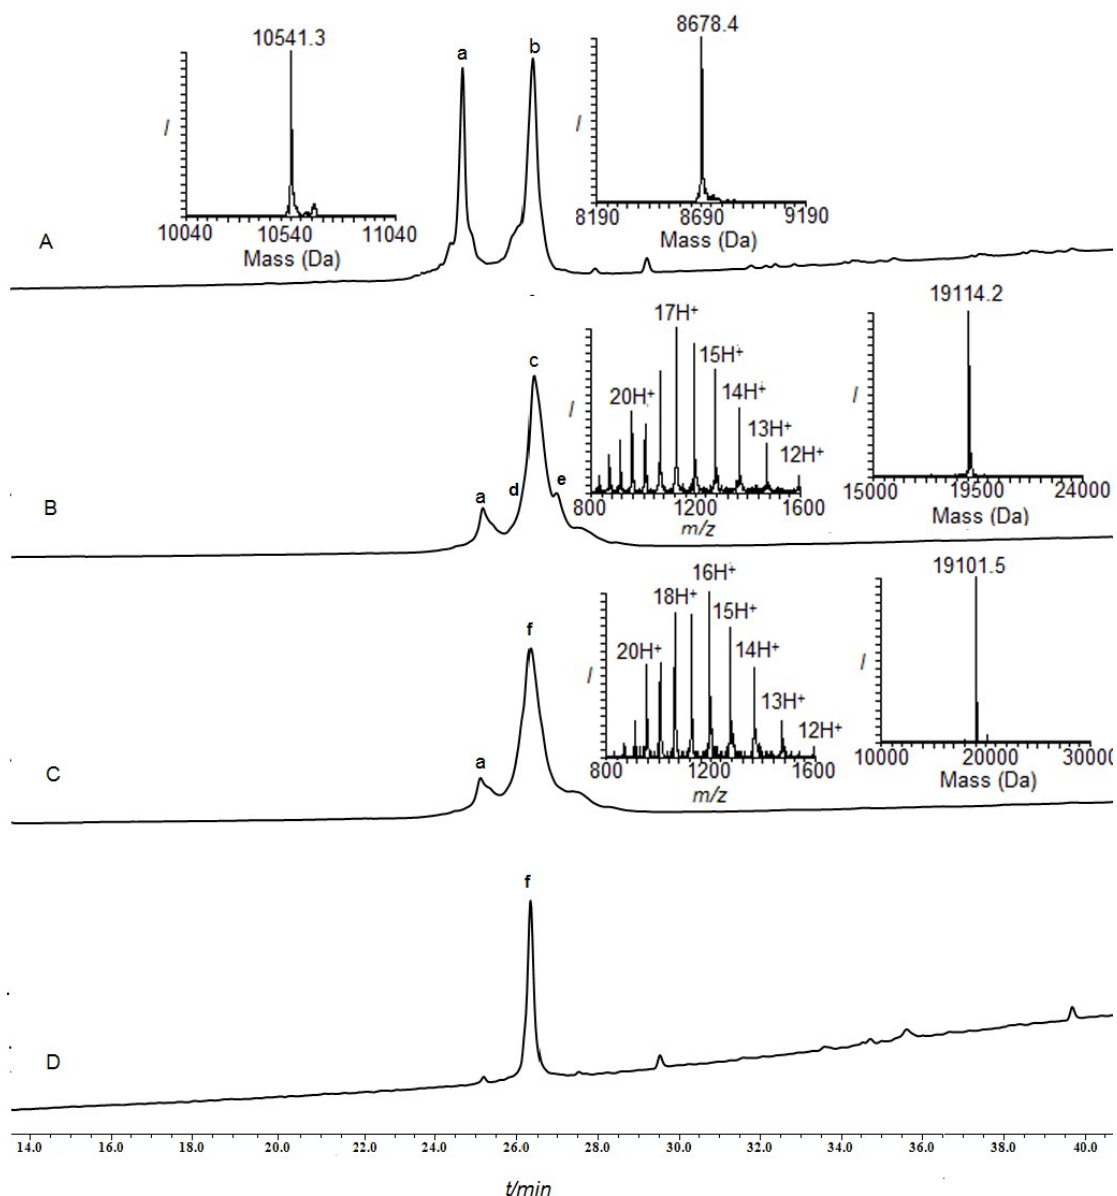 10541.3
a
b
8678.4
I
I
10040 10540 11040
Mass (Da)
8190 8690 9190
Mass (Da)
A
17H+
19114.2
c
15H+
20H+
14H+
I
I
13H+
12H+
a
d
e
B
800 1200 1600
m/z
15000 19500 24000
Mass (Da)
16H+
19101.5
18H+
15H+
f
20H+
14H+
I
I
13H+
12H+
a
C
800 1200 1600
m/z
10000 20000 30000
Mass (Da)
f
D
14.0 16.0 18.0 20.0 22.0 24.0 26.0 28.0 30.0 32.0 34.0 36.0 38.0 40.0
t/min